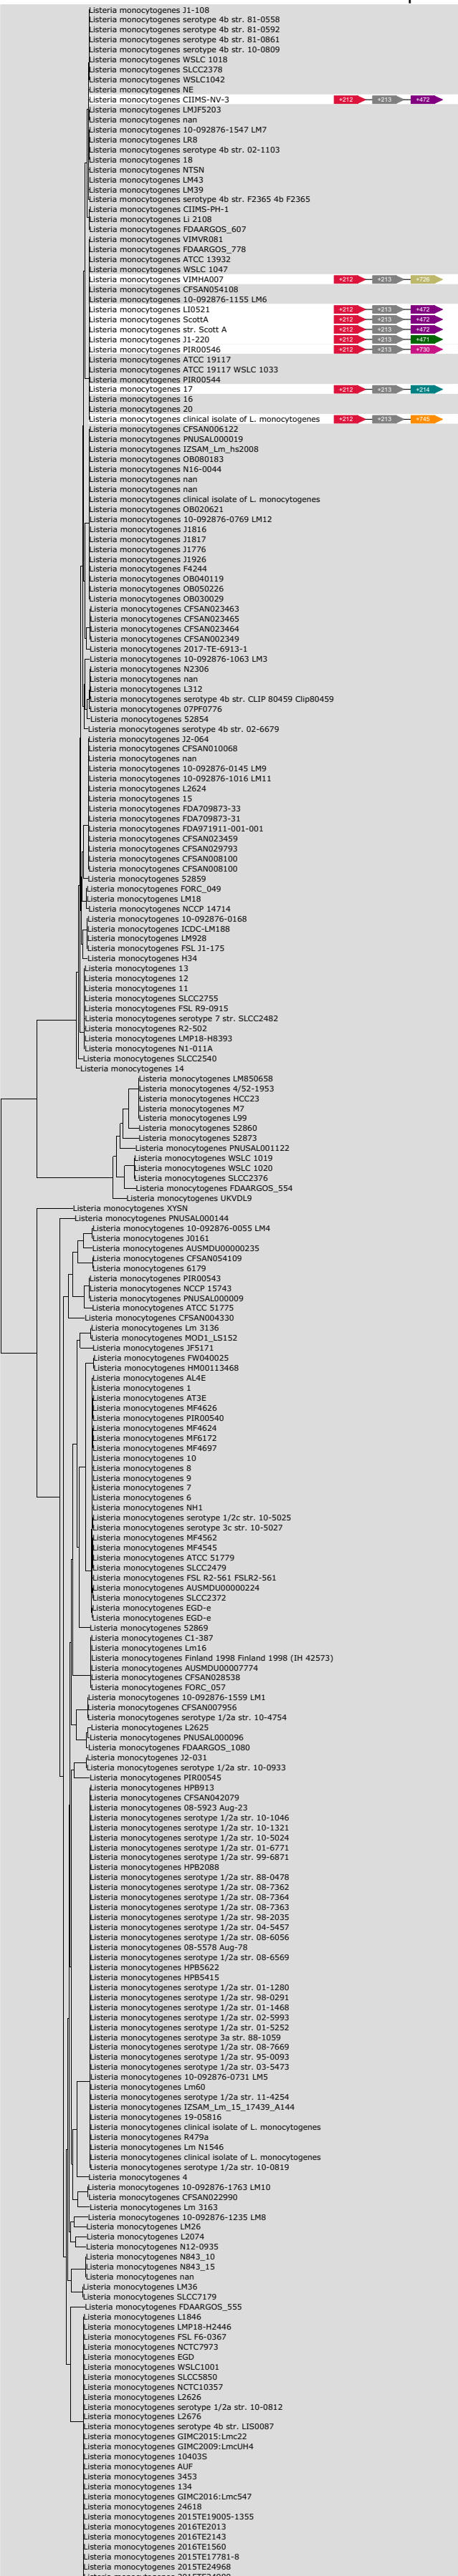 Listeria monocytogenes J1-108
Listeria monocytogenes serotype 4b str. 81-0558
Listeria monocytogenes serotype 4b str. 81-0592
Listeria monocytogenes serotype 4b str. 81-0861
Listeria monocytogenes serotype 4b str. 10-0809
Listeria monocytogenes WSLC 1018
Listeria monocytogenes SLCC2378
Listeria monocytogenes WSLC1042
Listeria monocytogenes NE
Listeria monocytogenes CIIMS-NV-3 +212 +213 +472
Listeria monocytogenes LMJF5203
Listeria monocytogenes nan
Listeria monocytogenes 10-092876-1547 LM7
Listeria monocytogenes LR8
Listeria monocytogenes serotype 4b str. 02-1103
Listeria monocytogenes 18
Listeria monocytogenes NTSN
Listeria monocytogenes LM43
Listeria monocytogenes LM39
Listeria monocytogenes serotype 4b str. F2365 4b F2365
Listeria monocytogenes CIIMS-PH-1
Listeria monocytogenes Li 2108
Listeria monocytogenes FDAARGOS_607
Listeria monocytogenes VIMVR081
Listeria monocytogenes FDAARGOS_778
Listeria monocytogenes ATCC 13932
Listeria monocytogenes WSLC 1047
Listeria monocytogenes VIMHA007 +212 +213 +726
Listeria monocytogenes CFSAN054108
Listeria monocytogenes 10-092876-1155 LM6
Listeria monocytogenes LI0521 +212 +213 +472
Listeria monocytogenes ScottA +212 +213 +472
Listeria monocytogenes str. Scott A +212 +213 +472
Listeria monocytogenes J1-220 +212 +213 +471
Listeria monocytogenes PIR00546 +212 +213 +730
Listeria monocytogenes ATCC 19117
Listeria monocytogenes ATCC 19117 WSLC 1033
Listeria monocytogenes PIR00544
Listeria monocytogenes 17 +212 +213 +214
Listeria monocytogenes 16
Listeria monocytogenes 20
Listeria monocytogenes clinical isolate of L. monocytogenes +212 +213 +740
Listeria monocytogenes CFSAN006122
Listeria monocytogenes PNUSAL000019
Listeria monocytogenes IZSAM_Lm_hs2008
Listeria monocytogenes OB080183
Listeria monocytogenes N16-0044
Listeria monocytogenes nan
Listeria monocytogenes nan
Listeria monocytogenes clinical isolate of L. monocytogenes
Listeria monocytogenes OB020621
Listeria monocytogenes 10-092876-0769 LM12
Listeria monocytogenes J1816
Listeria monocytogenes J1817
Listeria monocytogenes J1776
Listeria monocytogenes J1926
Listeria monocytogenes F4244
Listeria monocytogenes OB040119
Listeria monocytogenes OB050226
Listeria monocytogenes OB030029
Listeria monocytogenes CFSAN023463
Listeria monocytogenes CFSAN023465
Listeria monocytogenes CFSAN023464
Listeria monocytogenes CFSAN002349
Listeria monocytogenes 2017-TE-6913-1
Listeria monocytogenes 10-092876-1063 LM3
Listeria monocytogenes N2306
Listeria monocytogenes nan
Listeria monocytogenes L312
Listeria monocytogenes serotype 4b str. CLIP 80459 Clip80459
Listeria monocytogenes 07PF0776
Listeria monocytogenes 52854
Listeria monocytogenes serotype 4b str. 02-6679
Listeria monocytogenes J2-064
Listeria monocytogenes CFSAN010068
Listeria monocytogenes nan
Listeria monocytogenes 10-092876-0145 LM9
Listeria monocytogenes 10-092876-1016 LM11
Listeria monocytogenes L2624
Listeria monocytogenes 15
Listeria monocytogenes FDA709873-33
Listeria monocytogenes FDA709873-31
Listeria monocytogenes FDA971911-001-001
Listeria monocytogenes CFSAN023459
Listeria monocytogenes CFSAN029793
Listeria monocytogenes CFSAN008100
Listeria monocytogenes CFSAN008100
Listeria monocytogenes 52859
Listeria monocytogenes FORC_049
Listeria monocytogenes LM18
Listeria monocytogenes NCCP 14714
Listeria monocytogenes 10-092876-0168
Listeria monocytogenes ICDC-LM188
Listeria monocytogenes LM928
Listeria monocytogenes FSL J1-175
Listeria monocytogenes H34
Listeria monocytogenes 13
Listeria monocytogenes 12
Listeria monocytogenes 11
Listeria monocytogenes SLCC2755
Listeria monocytogenes FSL R9-0915
Listeria monocytogenes serotype 7 str. SLCC2482
Listeria monocytogenes R2-502
Listeria monocytogenes LMP18-H8393
Listeria monocytogenes N1-011A
Listeria monocytogenes SLCC2540
Listeria monocytogenes 14
Listeria monocytogenes LM850658
Listeria monocytogenes 4/52-1953
Listeria monocytogenes HCC23
Listeria monocytogenes M7
Listeria monocytogenes L99
Listeria monocytogenes 52860
Listeria monocytogenes 52873
Listeria monocytogenes PNUSAL001122
Listeria monocytogenes WSLC 1019
Listeria monocytogenes WSLC 1020
Listeria monocytogenes SLCC2376
Listeria monocytogenes FDAARGOS_554
Listeria monocytogenes UKVDL9
Listeria monocytogenes XYSN
Listeria monocytogenes PNUSAL000144
Listeria monocytogenes 10-092876-0055 LM4
Listeria monocytogenes J0161
Listeria monocytogenes AUSMDU00000235
Listeria monocytogenes CFSAN054109
Listeria monocytogenes 6179
Listeria monocytogenes PIR00543
Listeria monocytogenes NCCP 15743
Listeria monocytogenes PNUSAL000009
Listeria monocytogenes ATCC 51775
Listeria monocytogenes CFSAN004330
Listeria monocytogenes Lm 3136
Listeria monocytogenes MOD1_LS152
Listeria monocytogenes JF5171
Listeria monocytogenes FW040025
Listeria monocytogenes HM00113468
Listeria monocytogenes AL4E
Listeria monocytogenes 1
Listeria monocytogenes AT3E
Listeria monocytogenes MF4626
Listeria monocytogenes PIR00540
Listeria monocytogenes MF4624
Listeria monocytogenes MF6172
Listeria monocytogenes MF4697
Listeria monocytogenes 10
Listeria monocytogenes 8
Listeria monocytogenes 9
Listeria monocytogenes 7
Listeria monocytogenes 6
Listeria monocytogenes NH1
Listeria monocytogenes serotype 1/2c str. 10-5025
Listeria monocytogenes serotype 3c str. 10-5027
Listeria monocytogenes MF4562
Listeria monocytogenes MF4545
Listeria monocytogenes ATCC 51779
Listeria monocytogenes SLCC2479
Listeria monocytogenes FSL R2-561 FSLR2-561
Listeria monocytogenes AUSMDU00000224
Listeria monocytogenes SLCC2372
Listeria monocytogenes EGD-e
Listeria monocytogenes EGD-e
Listeria monocytogenes 52869
Listeria monocytogenes C1-387
Listeria monocytogenes Lm16
Listeria monocytogenes Finland 1998 Finland 1998 (IH 42573)
Listeria monocytogenes AUSMDU00007774
Listeria monocytogenes CFSAN028538
Listeria monocytogenes FORC_057
Listeria monocytogenes 10-092876-1559 LM1
Listeria monocytogenes CFSAN007956
Listeria monocytogenes serotype 1/2a str. 10-4754
Listeria monocytogenes L2625
Listeria monocytogenes PNUSAL000096
Listeria monocytogenes FDAARGOS_1080
Listeria monocytogenes J2-031
Listeria monocytogenes serotype 1/2a str. 10-0933
Listeria monocytogenes PIR00545
Listeria monocytogenes HPB913
Listeria monocytogenes CFSAN042079
Listeria monocytogenes 08-5923 Aug-23
Listeria monocytogenes serotype 1/2a str. 10-1046
Listeria monocytogenes serotype 1/2a str. 10-1321
Listeria monocytogenes serotype 1/2a str. 10-5024
Listeria monocytogenes serotype 1/2a str. 01-6771
Listeria monocytogenes serotype 1/2a str. 99-6871
Listeria monocytogenes HPB2088
Listeria monocytogenes serotype 1/2a str. 88-0478
Listeria monocytogenes serotype 1/2a str. 08-7362
Listeria monocytogenes serotype 1/2a str. 08-7364
Listeria monocytogenes serotype 1/2a str. 08-7363
Listeria monocytogenes serotype 1/2a str. 98-2035
Listeria monocytogenes serotype 1/2a str. 04-5457
Listeria monocytogenes serotype 1/2a str. 08-6056
Listeria monocytogenes 08-5578 Aug-78
Listeria monocytogenes serotype 1/2a str. 08-6569
Listeria monocytogenes HPB5622
Listeria monocytogenes HPB5415
Listeria monocytogenes serotype 1/2a str. 01-1280
Listeria monocytogenes serotype 1/2a str. 98-0291
Listeria monocytogenes serotype 1/2a str. 01-1468
Listeria monocytogenes serotype 1/2a str. 02-5993
Listeria monocytogenes serotype 1/2a str. 01-5252
Listeria monocytogenes serotype 3a str. 88-1059
Listeria monocytogenes serotype 1/2a str. 08-7669
Listeria monocytogenes serotype 1/2a str. 95-0093
Listeria monocytogenes serotype 1/2a str. 03-5473
Listeria monocytogenes 10-092876-0731 LM5
Listeria monocytogenes Lm60
Listeria monocytogenes serotype 1/2a str. 11-4254
Listeria monocytogenes IZSAM_Lm_15_17439_A144
Listeria monocytogenes 19-05816
Listeria monocytogenes clinical isolate of L. monocytogenes
Listeria monocytogenes R479a
Listeria monocytogenes Lm N1546
Listeria monocytogenes clinical isolate of L. monocytogenes
Listeria monocytogenes serotype 1/2a str. 10-0819
Listeria monocytogenes 4
Listeria monocytogenes 10-092876-1763 LM10
Listeria monocytogenes CFSAN022990
Listeria monocytogenes Lm 3163
Listeria monocytogenes 10-092876-1235 LM8
Listeria monocytogenes LM26
Listeria monocytogenes L2074
Listeria monocytogenes N12-0935
Listeria monocytogenes N843_10
Listeria monocytogenes N843_15
Listeria monocytogenes nan
Listeria monocytogenes LM36
Listeria monocytogenes SLCC7179
Listeria monocytogenes FDAARGOS_555
Listeria monocytogenes L1846
Listeria monocytogenes LMP18-H2446
Listeria monocytogenes FSL F6-0367
Listeria monocytogenes NCTC7973
Listeria monocytogenes EGD
Listeria monocytogenes WSLC1001
Listeria monocytogenes SLCC5850
Listeria monocytogenes NCTC10357
Listeria monocytogenes L2626
Listeria monocytogenes serotype 1/2a str. 10-0812
Listeria monocytogenes L2676
Listeria monocytogenes serotype 4b str. LIS0087
Listeria monocytogenes GIMC2015:Lmc22
Listeria monocytogenes GIMC2009:LmcUH4
Listeria monocytogenes 10403S
Listeria monocytogenes AUF
Listeria monocytogenes 3453
Listeria monocytogenes 134
Listeria monocytogenes GIMC2016:Lmc547
Listeria monocytogenes 24618
Listeria monocytogenes 2015TE19005-1355
Listeria monocytogenes 2016TE2013
Listeria monocytogenes 2016TE2143
Listeria monocytogenes 2016TE1560
Listeria monocytogenes 2015TE17781-8
Listeria monocytogenes 2015TE24968